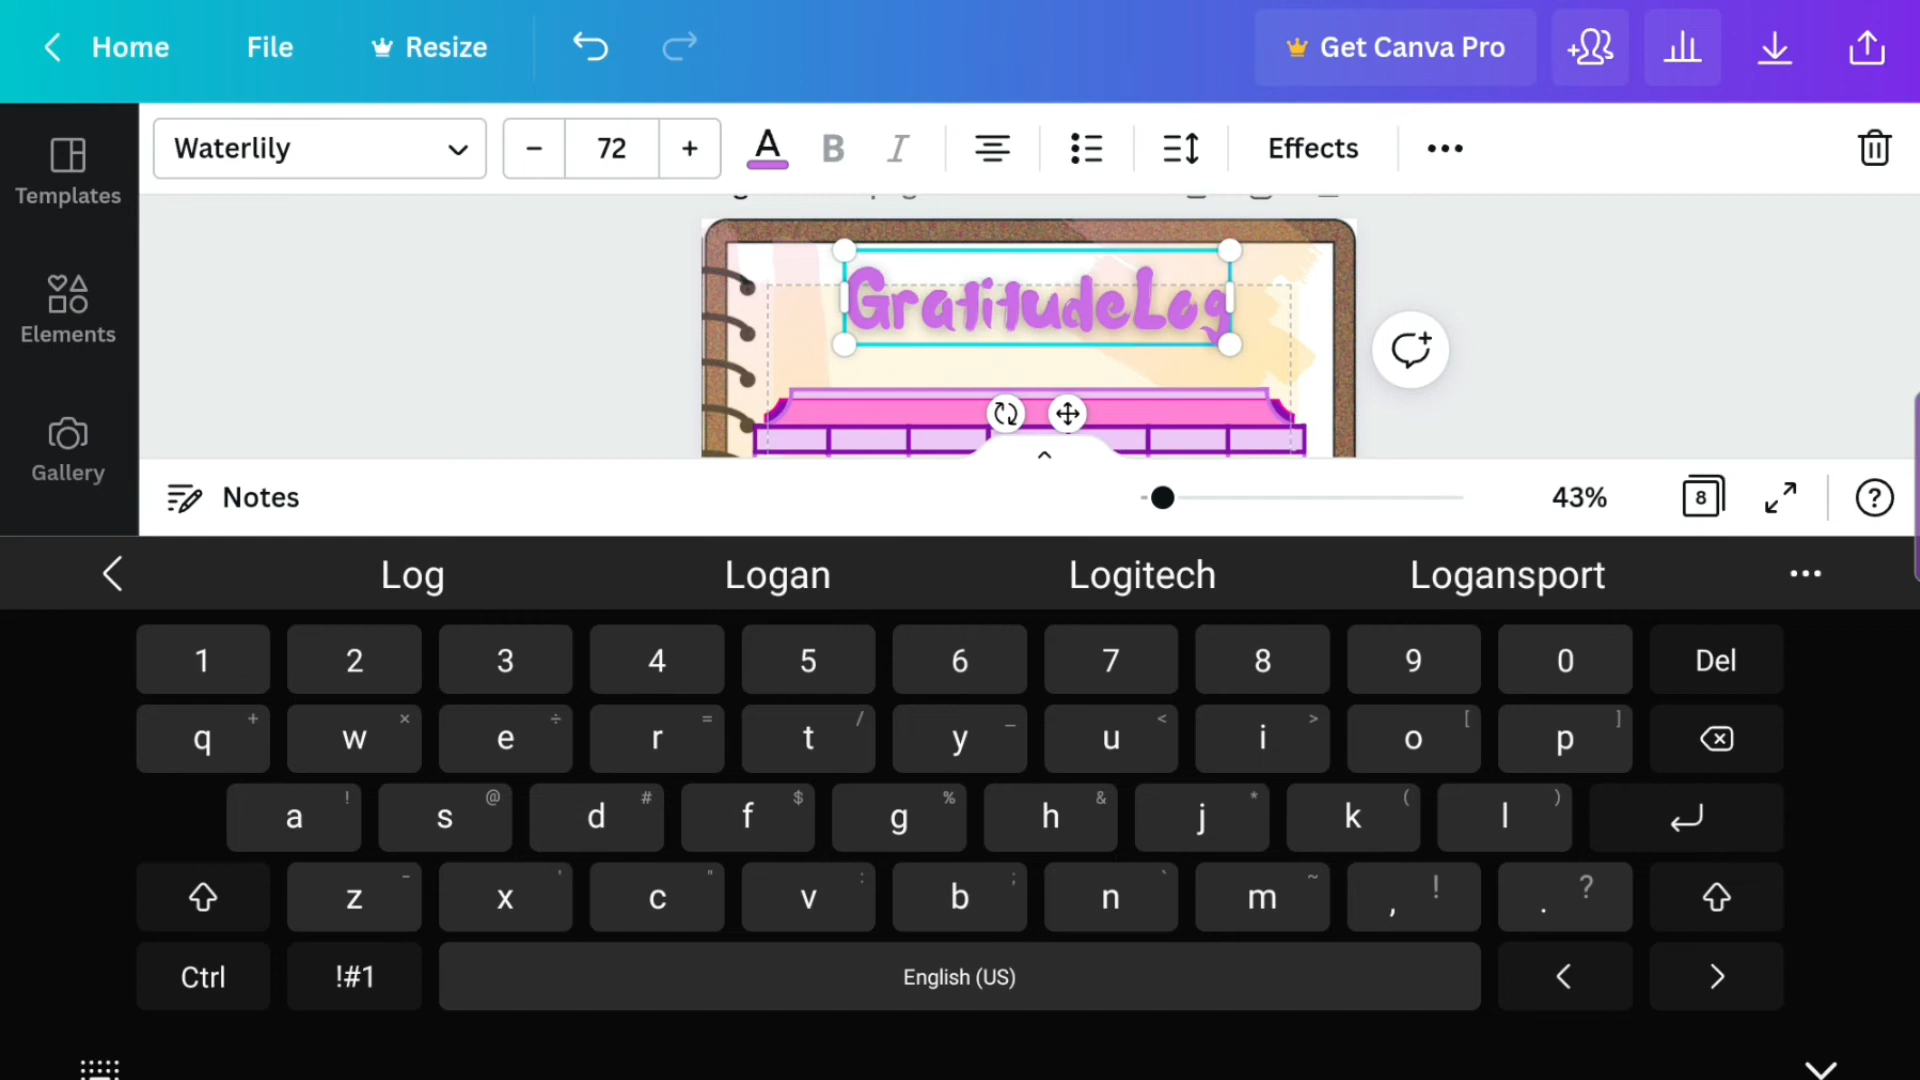 Home File Resize Get Canva Pro
Waterlily − 72 + A B I Effects
Templates
Elements
Gallery
GratitudeLog
Notes 43% 8 ?
Log Logan Logitech Logansport
1 2 3 4 5 6 7 8 9 0 Del
q + w × e ÷ r = t / y _ u < i > o [ p ]
a ! s @ d # f $ g % h & j * k ( l )
z - x ' c " v : b ; n ` m ~ , ! . ?
Ctrl !#1 English (US) < >